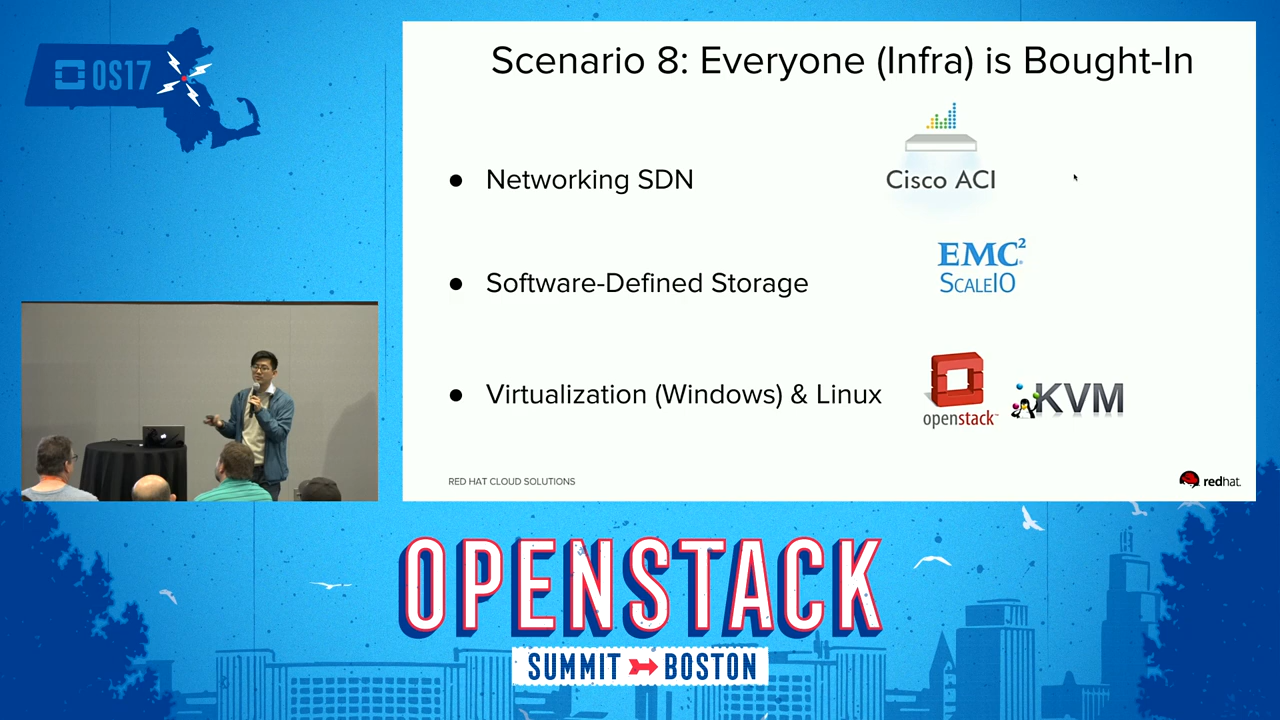 OS17
Scenario 8: Everyone (Infra) is Bought-In
● Networking SDN
Cisco ACI
● Software-Defined Storage
EMC²
SCALEIO
● Virtualization (Windows) & Linux
openstack™
KVM
RED HAT CLOUD SOLUTIONS
redhat.
OPENSTACK
SUMMIT BOSTON